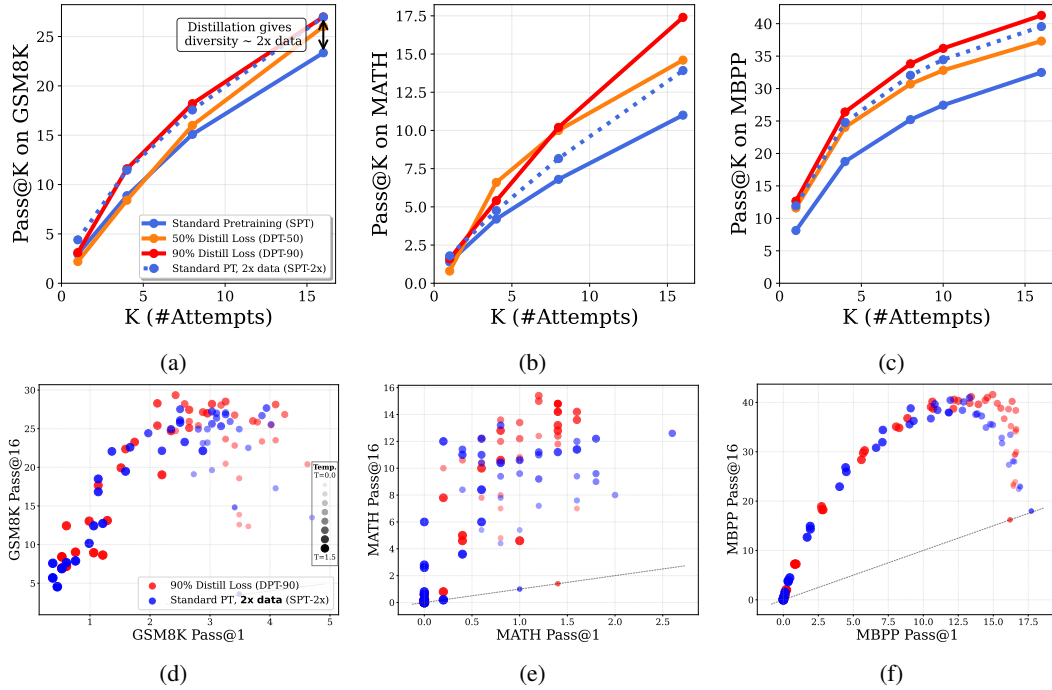 Pass@K on GSM8K
25
20
15
10
5
0
Distillation gives
diversity ~ 2x data
Standard Pretraining (SPT)
50% Distill Loss (DPT-50)
90% Distill Loss (DPT-90)
Standard PT, 2x data (SPT-2x)
0 5 10 15
K (#Attempts)
(a)
Pass@K on MATH
17.5
15.0
12.5
10.0
7.5
5.0
2.5
0.0
0 5 10 15
K (#Attempts)
(b)
Pass@K on MBPP
40
35
30
25
20
15
10
5
0
0 5 10 15
K (#Attempts)
(c)
GSM8K Pass@16
30
25
20
15
10
5
Temp.
T=0.0
T=1.5
90% Distill Loss (DPT-90)
Standard PT, 2x data (SPT-2x)
1 2 3 4 5
GSM8K Pass@1
(d)
MATH Pass@16
16
14
12
10
8
6
4
2
0
0.0 0.5 1.0 1.5 2.0 2.5
MATH Pass@1
(e)
MBPP Pass@16
40
30
20
10
0
0.0 2.5 5.0 7.5 10.0 12.5 15.0 17.5
MBPP Pass@1
(f)